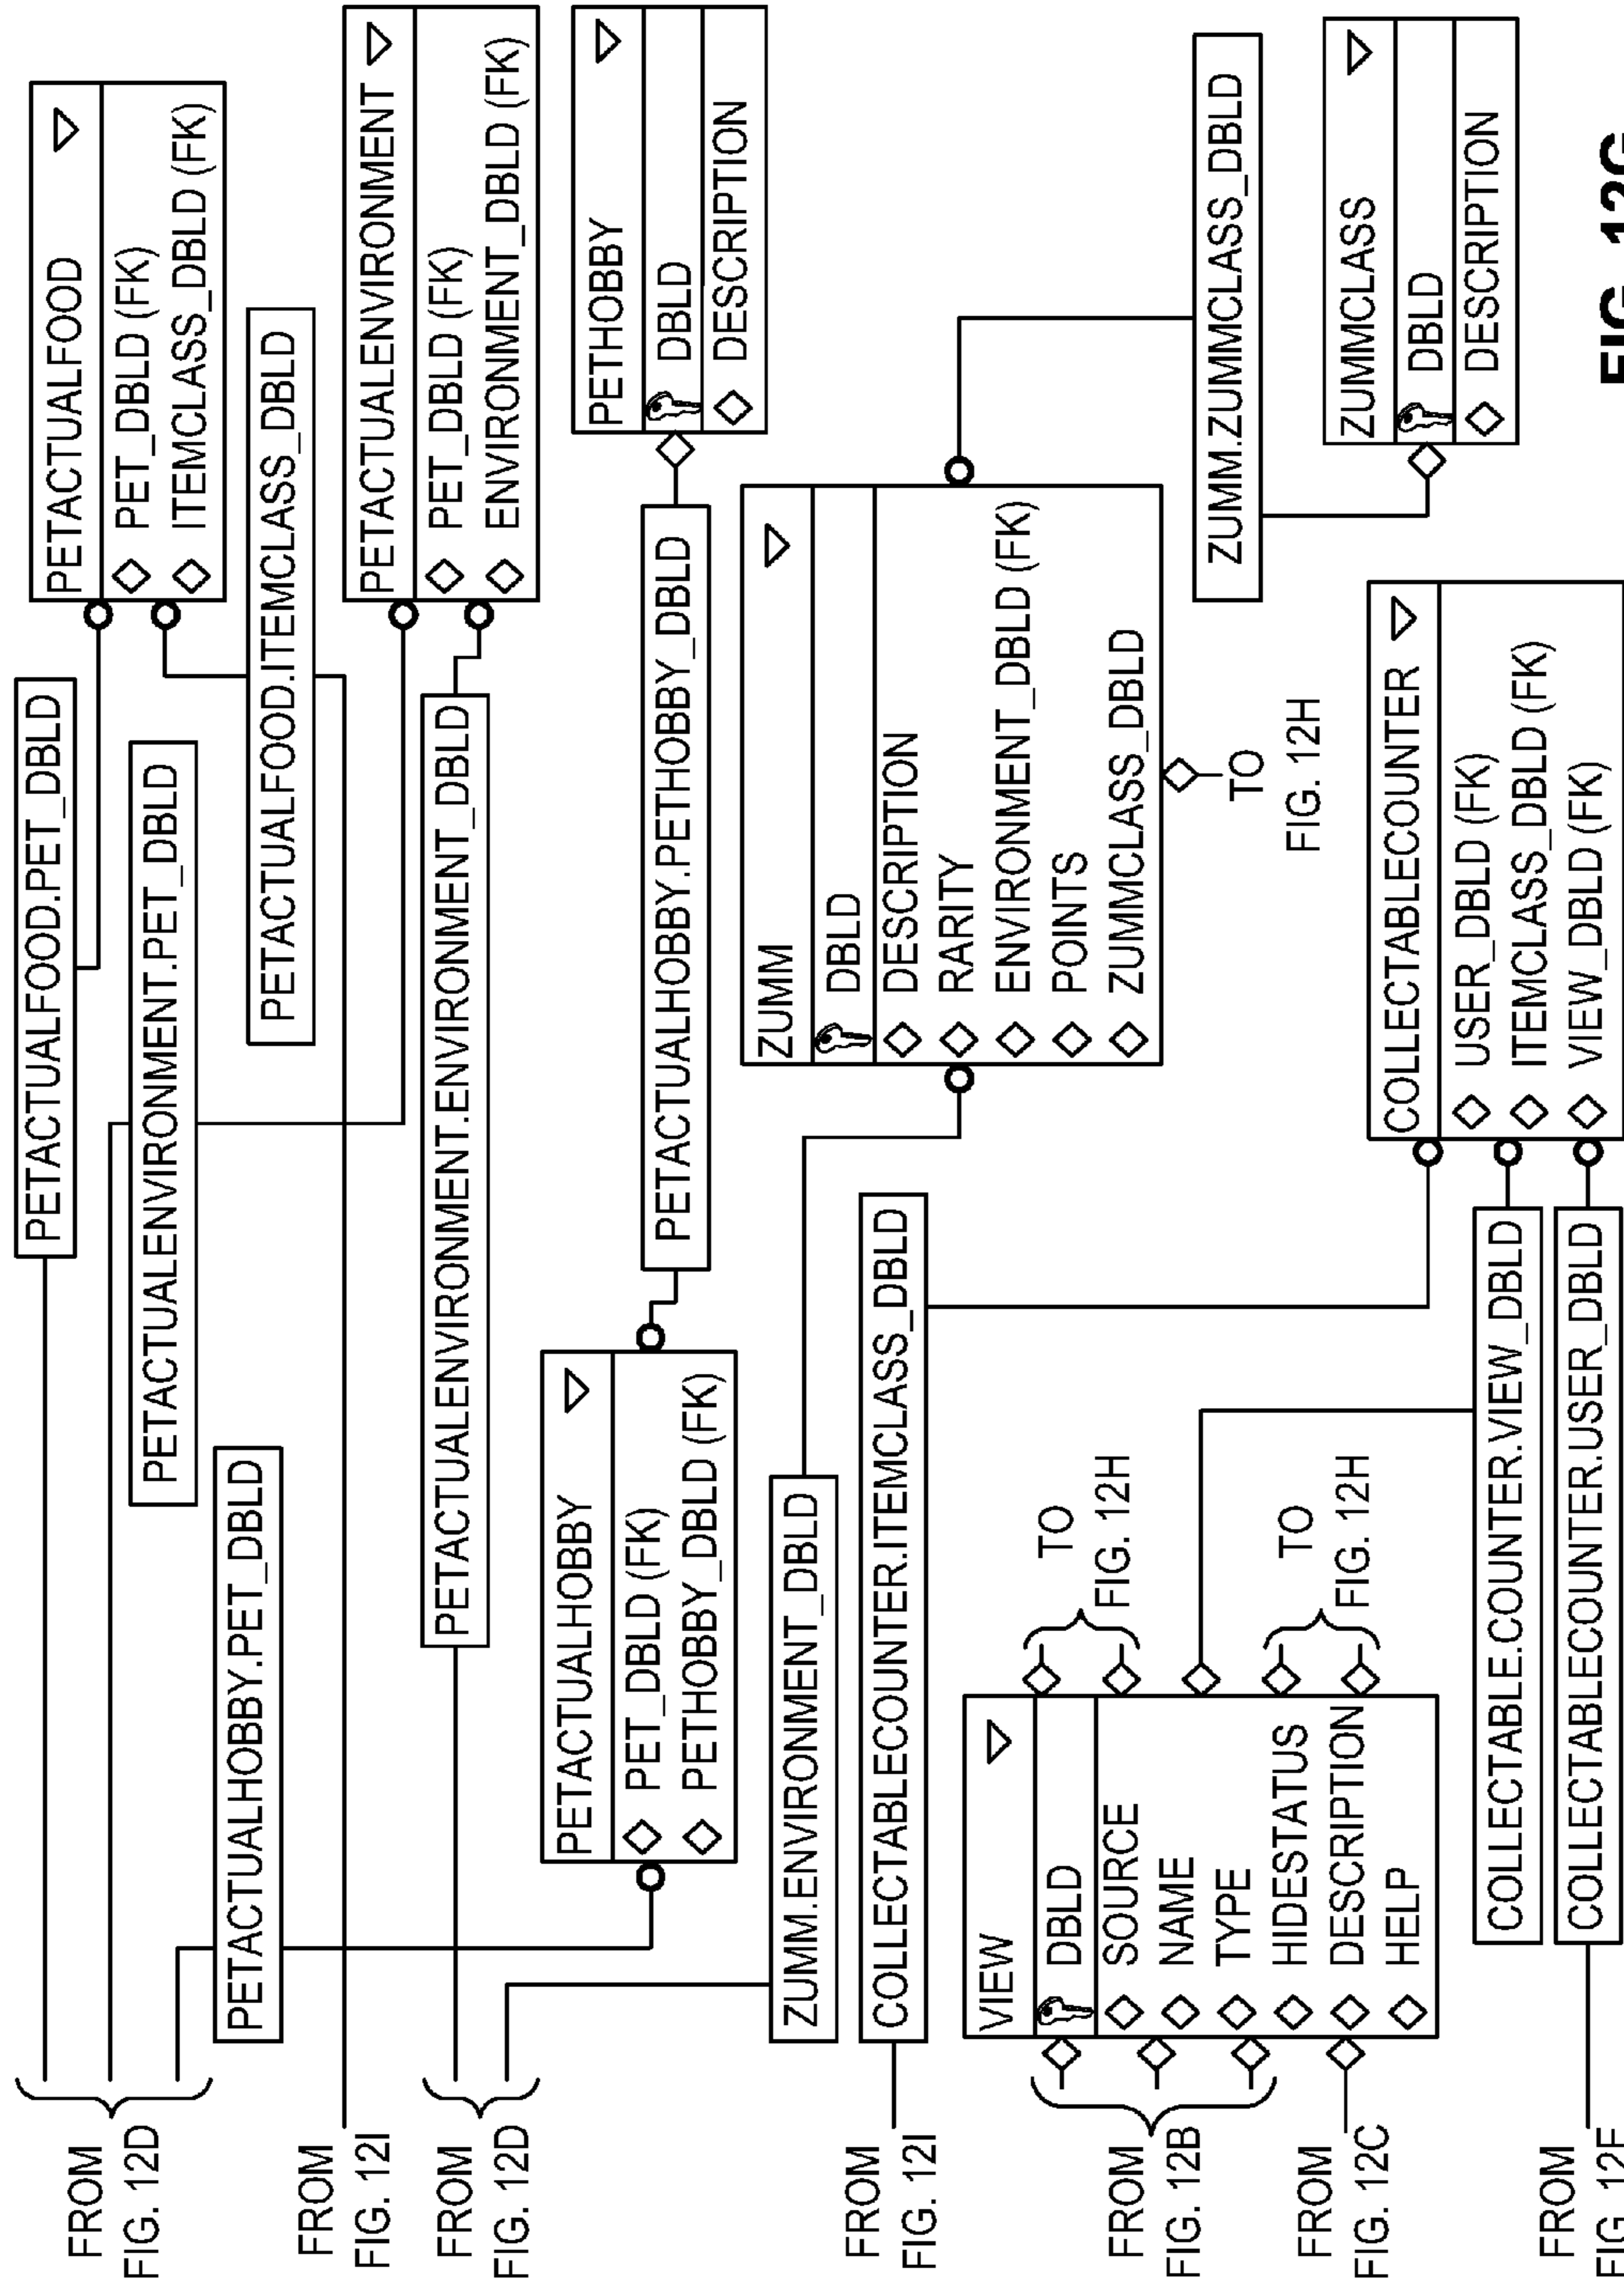 FROM
FIG. 12D
PETACTUALFOOD.PET_DBLD
PETACTUALENVIRONMENT.PET_DBLD
PETACTUALHOBBY.PET_DBLD
PETACTUALFOOD
PET_DBLD (FK)
ITEMCLASS_DBLD (FK)
PETACTUALFOOD.ITEMCLASS_DBLD
FROM
FIG. 12I
PETACTUALENVIRONMENT
PET_DBLD (FK)
ENVIRONMENT_DBLD (FK)
FROM
FIG. 12D
PETACTUALENVIRONMENT.ENVIRONMENT_DBLD
PETACTUALHOBBY
PET_DBLD (FK)
PETHOBBY_DBLD (FK)
PETACTUALHOBBY.PETHOBBY_DBLD
PETHOBBY
DBLD
DESCRIPTION
ZUMM.ENVIRONMENT_DBLD
ZUMM
DBLD
DESCRIPTION
RARITY
ENVIRONMENT_DBLD (FK)
POINTS
ZUMMCLASS_DBLD
TO
FIG. 12H
FROM
FIG. 12I
COLLECTABLECOUNTER.ITEMCLASS_DBLD
ZUMM.ZUMMCLASS_DBLD
FROM
FIG. 12B
FROM
FIG. 12C
VIEW
DBLD
SOURCE
NAME
TYPE
HIDESTATUS
DESCRIPTION
HELP
TO
FIG. 12H
TO
FIG. 12H
COLLECTABLECOUNTER
USER_DBLD (FK)
ITEMCLASS_DBLD (FK)
VIEW_DBLD (FK)
ZUMMCLASS
DBLD
DESCRIPTION
COLLECTABLE.COUNTER.VIEW_DBLD
FROM
COLLECTABLECOUNTER.USER_DBLD
FIG. 12G